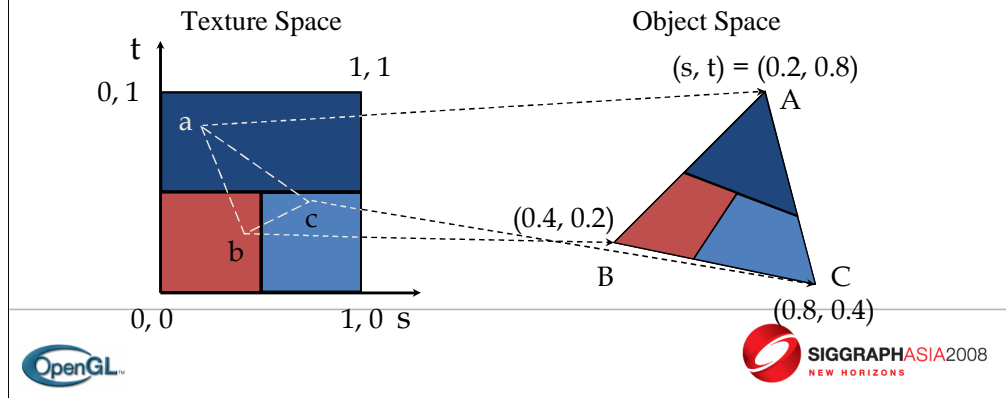 Texture Space
Object Space
t
1, 1
(s, t) = (0.2, 0.8)
0, 1
A
a
c
(0.4, 0.2)
b
B
C
(0.8, 0.4)
0, 0
1, 0
s
OpenGL™
SIGGRAPHASIA2008
NEW HORIZONS